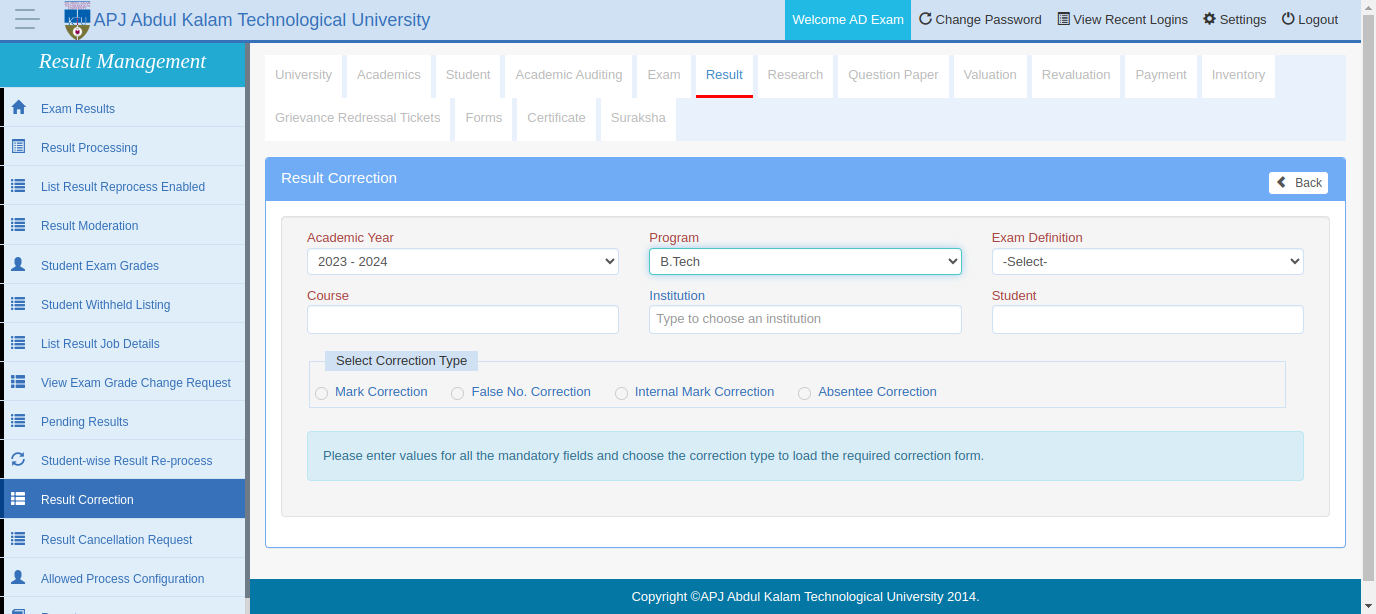 APJ Abdul Kalam Technological University
Welcome AD Exam Change Password View Recent Logins Settings Logout
Result Management
Exam Results
Result Processing
List Result Reprocess Enabled
Result Moderation
Student Exam Grades
Student Withheld Listing
List Result Job Details
View Exam Grade Change Request
Pending Results
Student-wise Result Re-process
Result Correction
Result Cancellation Request
Allowed Process Configuration
University Academics Student Academic Auditing Exam Result Research Question Paper Valuation Revaluation Payment Inventory
Grievance Redressal Tickets Forms Certificate Suraksha
Result Correction
Back
Academic Year Program Exam Definition
2023 - 2024 B.Tech -Select-
Course Institution Student
Type to choose an institution
Select Correction Type
Mark Correction False No. Correction Internal Mark Correction Absentee Correction
Please enter values for all the mandatory fields and choose the correction type to load the required correction form.
Copyright ©APJ Abdul Kalam Technological University 2014.